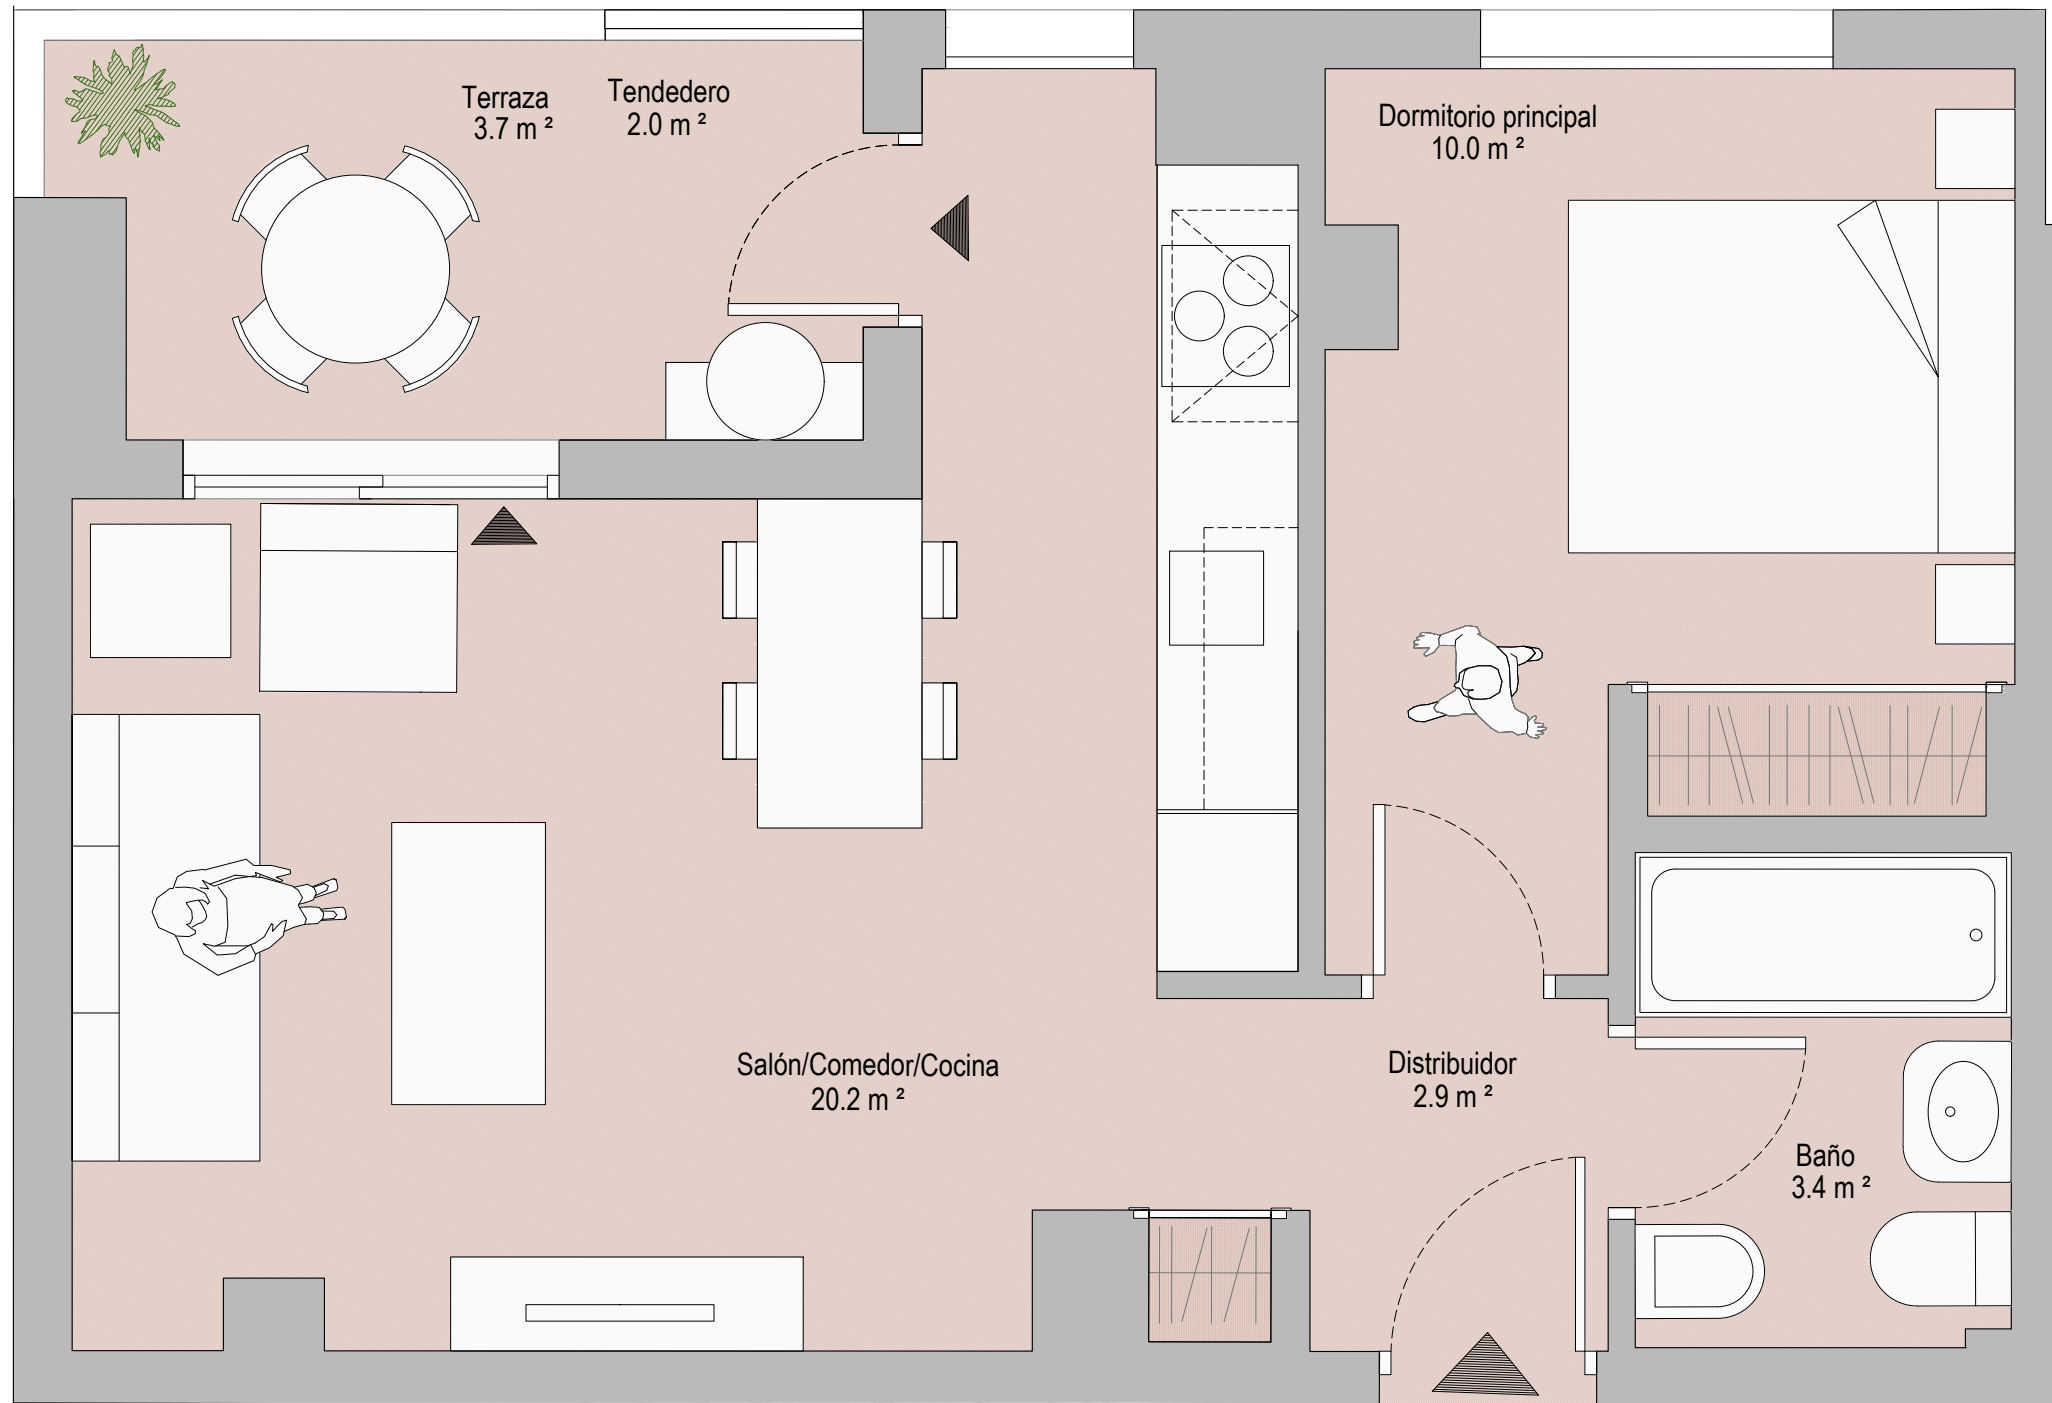 Terraza
3.7 m ²
Tendedero
2.0 m ²
Dormitorio principal
10.0 m ²
Salón/Comedor/Cocina
20.2 m ²
Distribuidor
2.9 m ²
Baño
3.4 m ²